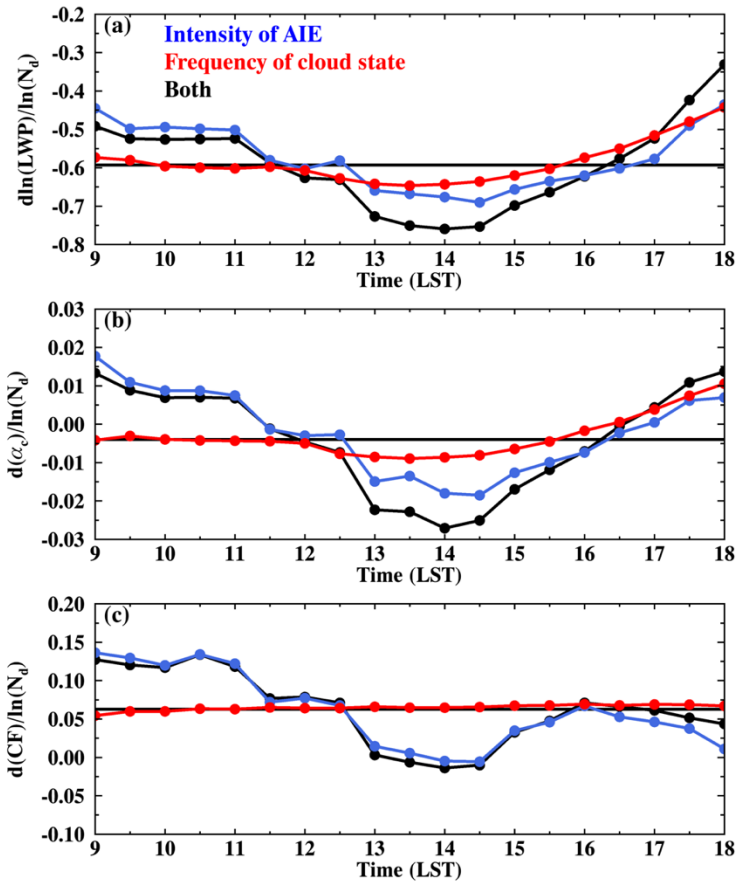 (a)
Intensity of AIE
Frequency of cloud state
Both
dln(LWP)/ln(N_d)
-0.2
-0.3
-0.4
-0.5
-0.6
-0.7
-0.8
9 10 11 12 13 14 15 16 17 18
Time (LST)
(b)
d(α_c)/ln(N_d)
0.03
0.02
0.01
0.00
-0.01
-0.02
-0.03
9 10 11 12 13 14 15 16 17 18
Time (LST)
(c)
d(CF)/ln(N_d)
0.20
0.15
0.10
0.05
0.00
-0.05
-0.10
9 10 11 12 13 14 15 16 17 18
Time (LST)